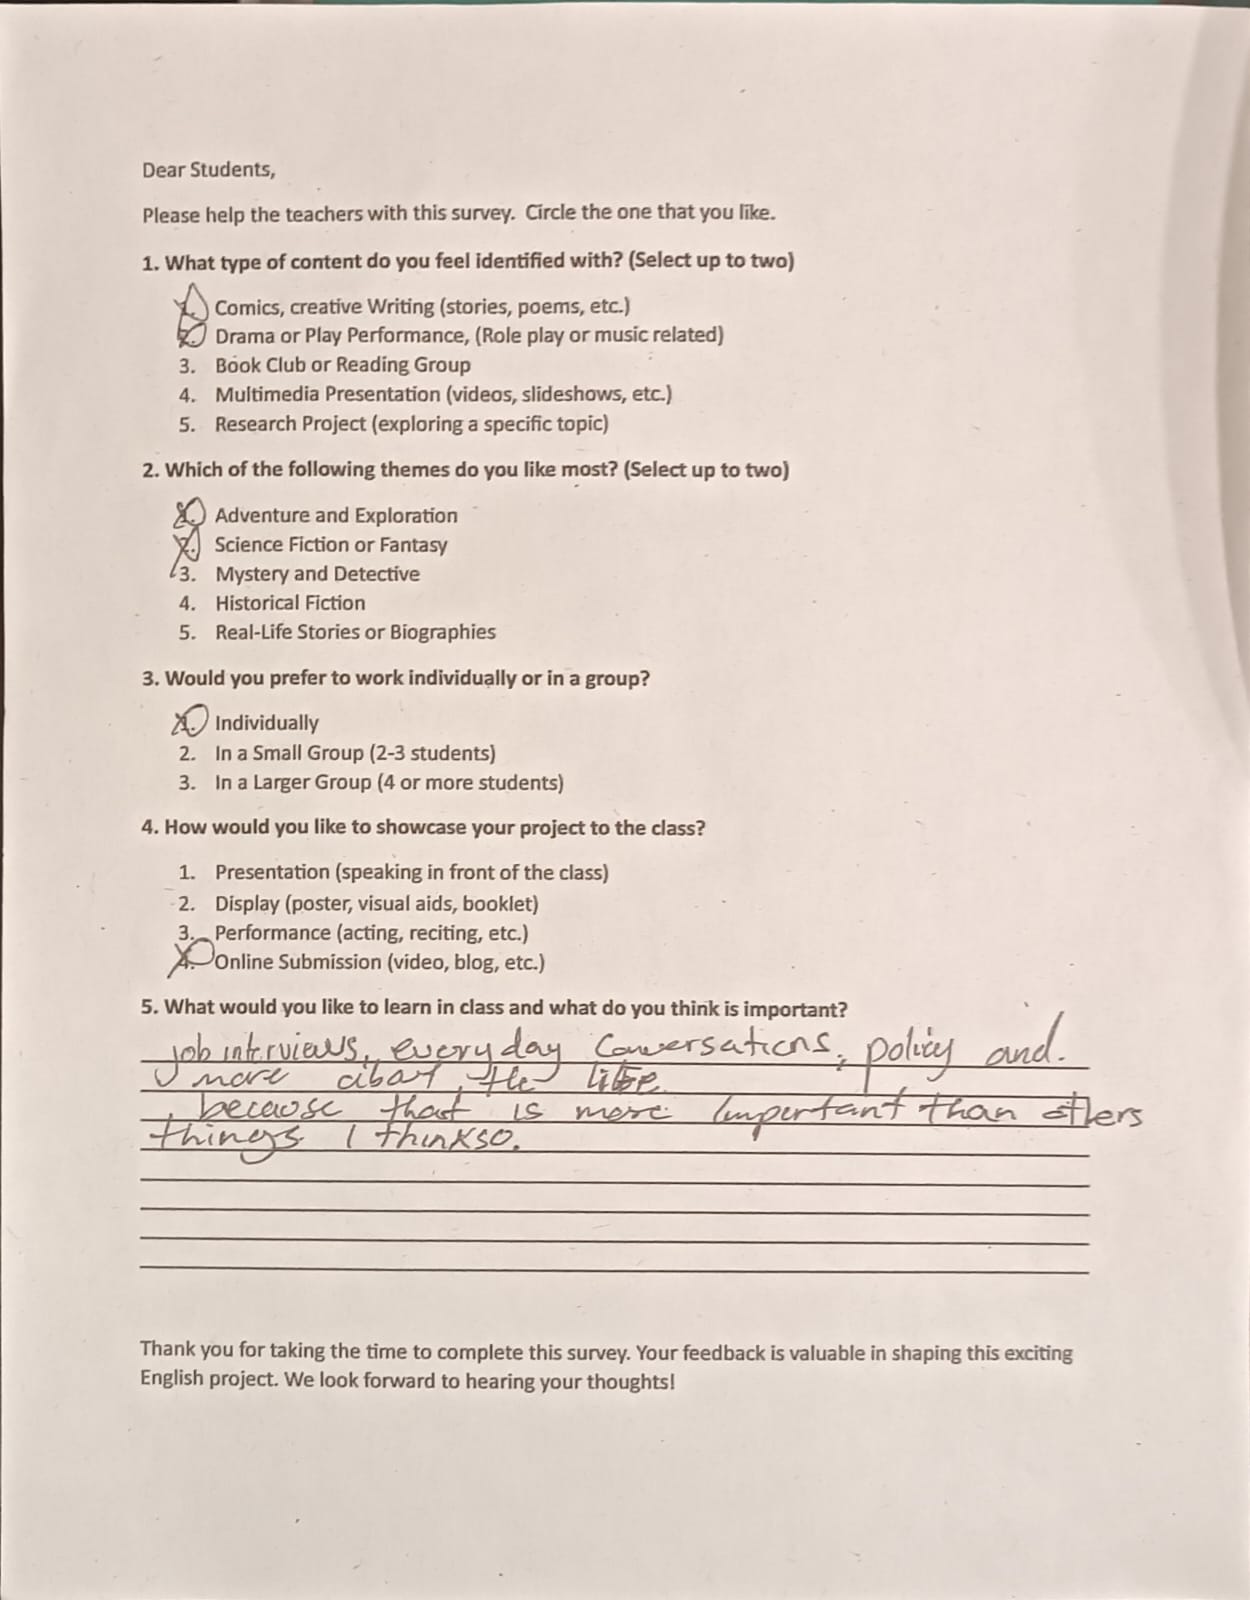 Dear Students,
Please help the teachers with this survey. Circle the one that you like.
1. What type of content do you feel identified with? (Select up to two)
1. Comics, creative Writing (stories, poems, etc.)
2. Drama or Play Performance, (Role play or music related)
3. Book Club or Reading Group
4. Multimedia Presentation (videos, slideshows, etc.)
5. Research Project (exploring a specific topic)
2. Which of the following themes do you like most? (Select up to two)
1. Adventure and Exploration
2. Science Fiction or Fantasy
3. Mystery and Detective
4. Historical Fiction
5. Real-Life Stories or Biographies
3. Would you prefer to work individually or in a group?
1. Individually
2. In a Small Group (2-3 students)
3. In a Larger Group (4 or more students)
4. How would you like to showcase your project to the class?
1. Presentation (speaking in front of the class)
2. Display (poster, visual aids, booklet)
3. Performance (acting, reciting, etc.)
4. Online Submission (video, blog, etc.)
5. What would you like to learn in class and what do you think is important?
job interviews, everyday conversations, policy and.
more about the life
, because that is more important than others
things I thinkso.
Thank you for taking the time to complete this survey. Your feedback is valuable in shaping this exciting
English project. We look forward to hearing your thoughts!